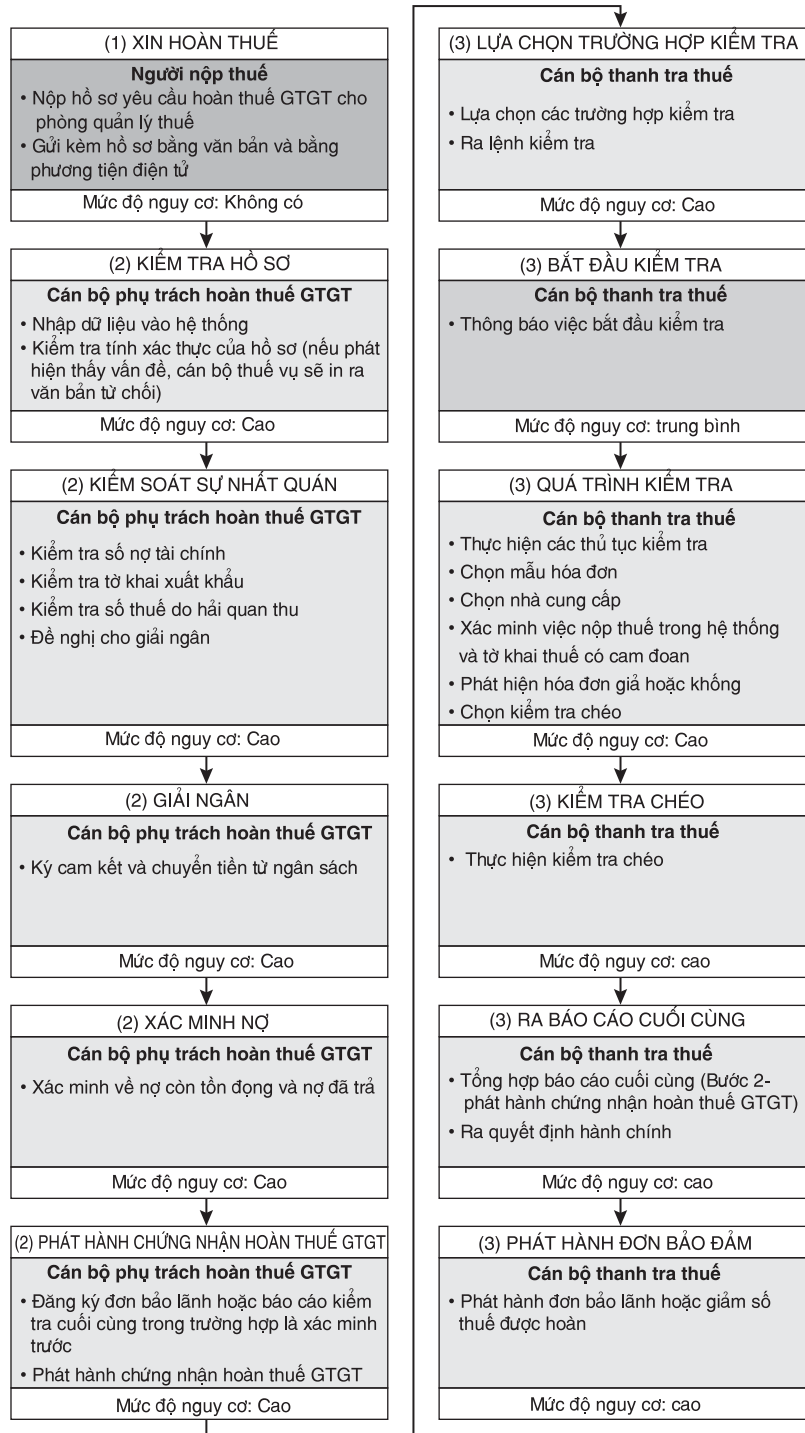 (1) XIN HOÀN THUẾ
Người nộp thuế
• Nộp hồ sơ yêu cầu hoàn thuế GTGT cho
phòng quản lý thuế
• Gửi kèm hồ sơ bằng văn bản và bằng
phương tiện điện tử
Mức độ nguy cơ: Không có
(2) KIỂM TRA HỒ SƠ
Cán bộ phụ trách hoàn thuế GTGT
• Nhập dữ liệu vào hệ thống
• Kiểm tra tính xác thực của hồ sơ (nếu phát
hiện thấy vấn đề, cán bộ thuế vụ sẽ in ra
văn bản từ chối)
Mức độ nguy cơ: Cao
(2) KIỂM SOÁT SỰ NHẤT QUÁN
Cán bộ phụ trách hoàn thuế GTGT
• Kiểm tra số nợ tài chính
• Kiểm tra tờ khai xuất khẩu
• Kiểm tra số thuế do hải quan thu
• Đề nghị cho giải ngân
Mức độ nguy cơ: Cao
(2) GIẢI NGÂN
Cán bộ phụ trách hoàn thuế GTGT
• Ký cam kết và chuyển tiền từ ngân sách
Mức độ nguy cơ: Cao
(2) XÁC MINH NỢ
Cán bộ phụ trách hoàn thuế GTGT
• Xác minh về nợ còn tồn đọng và nợ đã trả
Mức độ nguy cơ: Cao
(2) PHÁT HÀNH CHỨNG NHẬN HOÀN THUẾ GTGT
Cán bộ phụ trách hoàn thuế GTGT
• Đăng ký đơn bảo lãnh hoặc báo cáo kiểm
tra cuối cùng trong trường hợp là xác minh
trước
• Phát hành chứng nhận hoàn thuế GTGT
Mức độ nguy cơ: Cao
(3) LỰA CHỌN TRƯỜNG HỢP KIỂM TRA
Cán bộ thanh tra thuế
• Lựa chọn các trường hợp kiểm tra
• Ra lệnh kiểm tra
Mức độ nguy cơ: Cao
(3) BẮT ĐẦU KIỂM TRA
Cán bộ thanh tra thuế
• Thông báo việc bắt đầu kiểm tra
Mức độ nguy cơ: trung bình
(3) QUÁ TRÌNH KIỂM TRA
Cán bộ thanh tra thuế
• Thực hiện các thủ tục kiểm tra
• Chọn mẫu hóa đơn
• Chọn nhà cung cấp
• Xác minh việc nộp thuế trong hệ thống
và tờ khai thuế có cam đoan
• Phát hiện hóa đơn giả hoặc khống
• Chọn kiểm tra chéo
Mức độ nguy cơ: Cao
(3) KIỂM TRA CHÉO
Cán bộ thanh tra thuế
• Thực hiện kiểm tra chéo
Mức độ nguy cơ: cao
(3) RA BÁO CÁO CUỐI CÙNG
Cán bộ thanh tra thuế
• Tổng hợp báo cáo cuối cùng (Bước 2-
phát hành chứng nhận hoàn thuế GTGT)
• Ra quyết định hành chính
Mức độ nguy cơ: cao
(3) PHÁT HÀNH ĐƠN BẢO ĐẢM
Cán bộ thanh tra thuế
• Phát hành đơn bảo lãnh hoặc giảm số
thuế được hoàn
Mức độ nguy cơ: cao